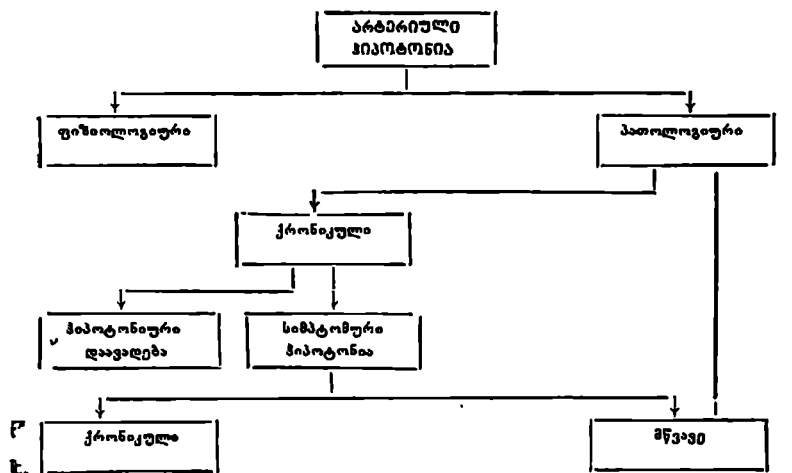 არტერიული
ჰიპოტონია
ფიზიოლოგიური
პათოლოგიური
ქრონიკული
ჰიპოტონიური
დაავადება
სიმპტომური
ჰიპოტონია
ქრონიკული
მწვავე